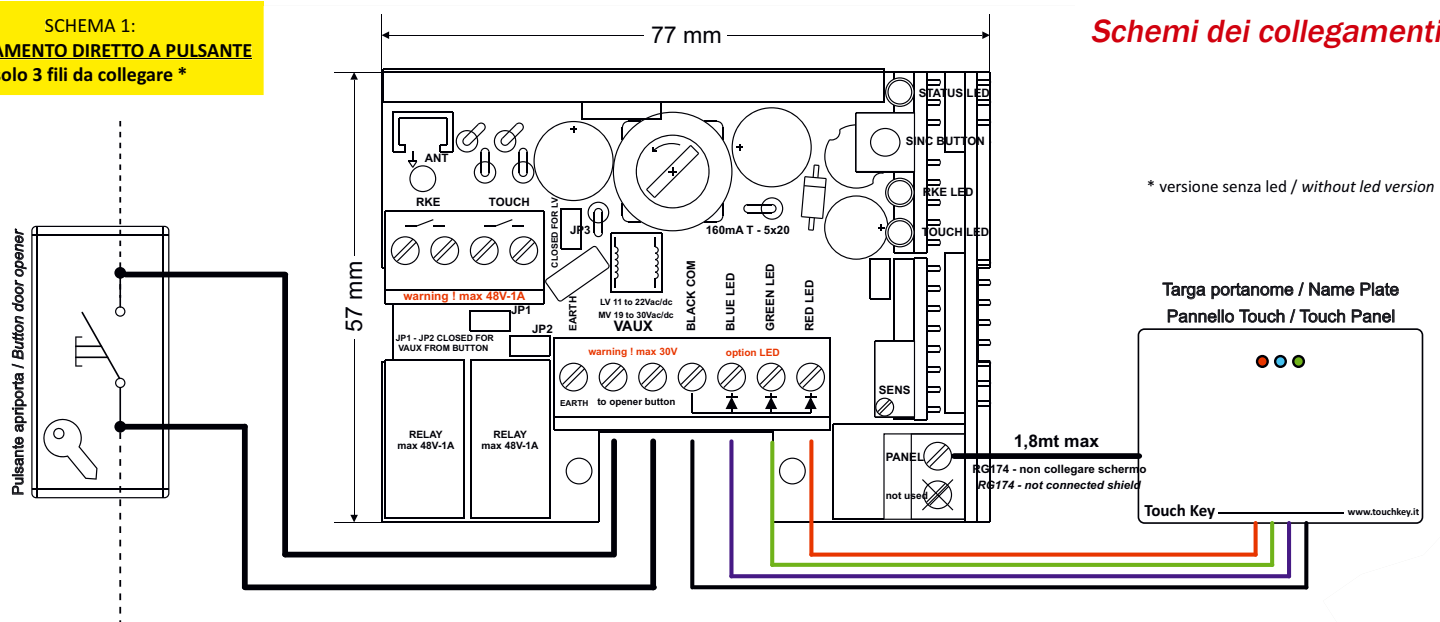 SCHEMA 1:
AMENTO DIRETTO A PULSANTE
solo 3 fili da collegare *
77 mm
Schemi dei collegamenti
57 mm
STATUS LED
SINC BUTTON
RKE LED
TOUCH LED
ANT
RKE
TOUCH
CLOSED FOR LV
JP3
160mA T - 5x20
* versione senza led / without led version
warning ! max 48V-1A
JP1
JP2
JP1 - JP2 CLOSED FOR
VAUX FROM BUTTON
EARTH
LV 11 to 22Vac/dc
MV 19 to 30Vac/dc
VAUX
BLACK COM
BLUE LED
GREEN LED
RED LED
warning ! max 30V
option LED
EARTH
to opener button
SENS
RELAY
max 48V-1A
RELAY
max 48V-1A
PANEL
not used
Pulsante apriporta / Button door opener
1,8mt max
RG174 - non collegare schermo
RG174 - not connected shield
Targa portanome / Name Plate
Pannello Touch / Touch Panel
Touch Key
www.touchkey.it